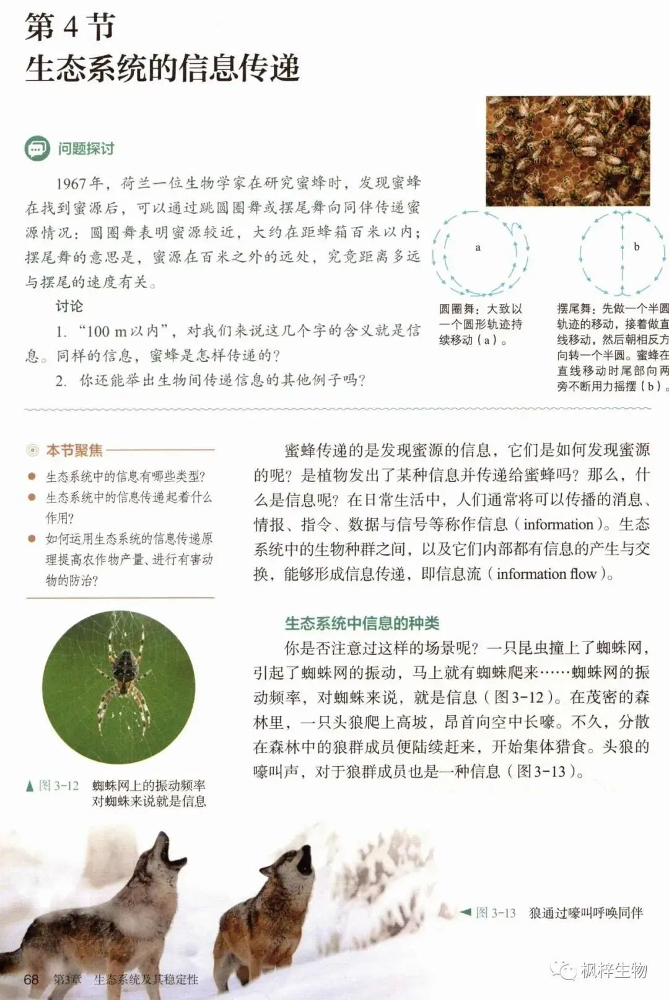 第 4 节
生态系统的信息传递
问题探讨
1967年，荷兰一位生物学家在研究蜜蜂时，发现蜜蜂
在找到蜜源后，可以通过跳圆圈舞或摆尾舞向同伴传递蜜
源情况：圆圈舞表明蜜源较近，大约在距蜂箱百米以内；
摆尾舞的意思是，蜜源在百米之外的远处，究竟距离多远
与摆尾的速度有关。
讨论
1. “100 m以内”，对我们来说这几个字的含义就是信
息。同样的信息，蜜蜂是怎样传递的？
2. 你还能举出生物间传递信息的其他例子吗？
a
b
圆圈舞：大致以
一个圆形轨迹持
续移动（a）。
摆尾舞：先做一个半圆
轨迹的移动，接着做直
线移动，然后朝相反方
向转一个半圆。蜜蜂在
直线移动时尾部向两
旁不断用力摇摆（b）。
本节聚焦
生态系统中的信息有哪些类型？
生态系统中的信息传递起着什么
作用？
如何运用生态系统的信息传递原
理提高农作物产量、进行有害动
物的防治？
蜜蜂传递的是发现蜜源的信息，它们是如何发现蜜源
的呢？是植物发出了某种信息并传递给蜜蜂吗？那么，什
么是信息呢？在日常生活中，人们通常将可以传播的消息、
情报、指令、数据与信号等称作信息（information）。生态
系统中的生物种群之间，以及它们内部都有信息的产生与交
换，能够形成信息传递，即信息流（information flow）。
生态系统中信息的种类
你是否注意过这样的场景呢？一只昆虫撞上了蜘蛛网，
引起了蜘蛛网的振动，马上就有蜘蛛爬来……蜘蛛网的振
动频率，对蜘蛛来说，就是信息（图3-12）。在茂密的森
林里，一只头狼爬上高坡，昂首向空中长嚎。不久，分散
在森林中的狼群成员便陆续赶来，开始集体猎食。头狼的
嚎叫声，对于狼群成员也是一种信息（图3-13）。
▲ 图 3-12 蜘蛛网上的振动频率
对蜘蛛来说就是信息
◄ 图 3-13 狼通过嚎叫呼唤同伴
68 第3章 生态系统及其稳定性
枫梓生物